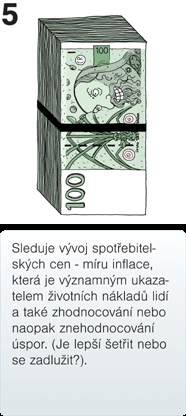 5
100
100
Sleduje vývoj spotřebitel-
ských cen - míru inflace,
která je významným ukaza-
telem životních nákladů lidí
a také zhodnocování nebo
naopak znehodnocování
úspor. (Je lepší šetřit nebo
se zadlužit?).